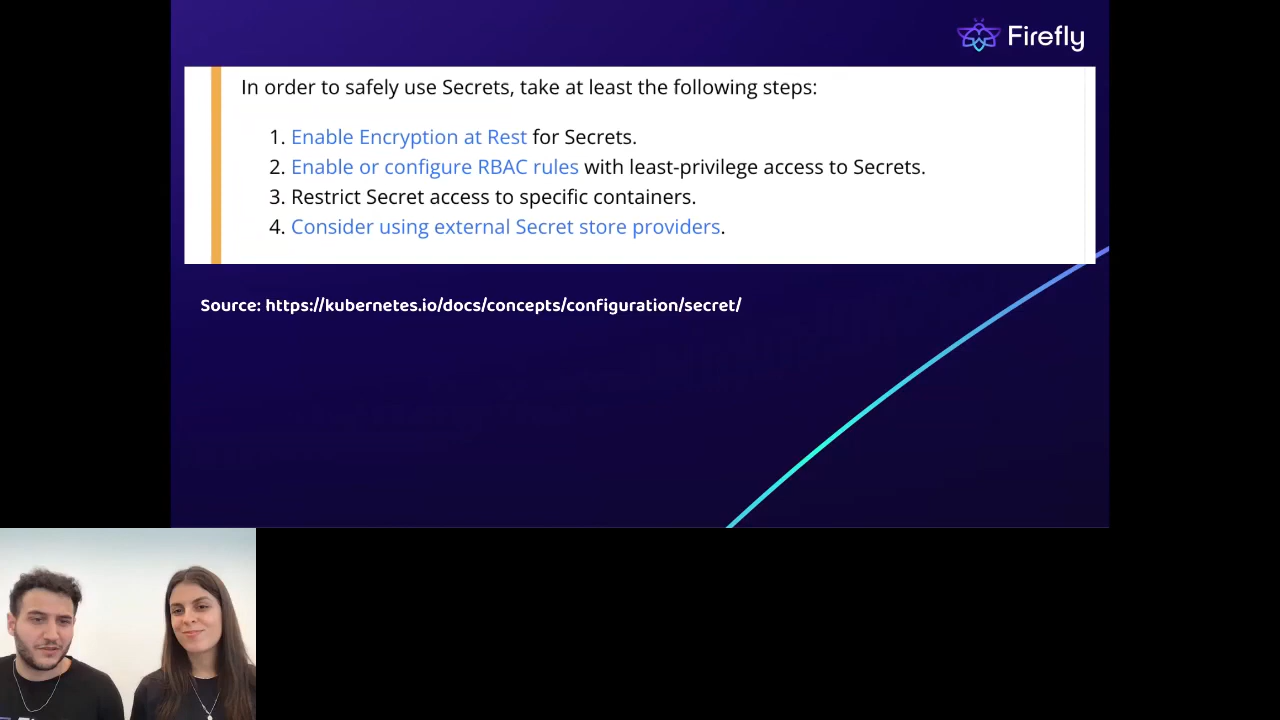 Firefly
In order to safely use Secrets, take at least the following steps:
1. Enable Encryption at Rest for Secrets.
2. Enable or configure RBAC rules with least-privilege access to Secrets.
3. Restrict Secret access to specific containers.
4. Consider using external Secret store providers.
Source: https://kubernetes.io/docs/concepts/configuration/secret/